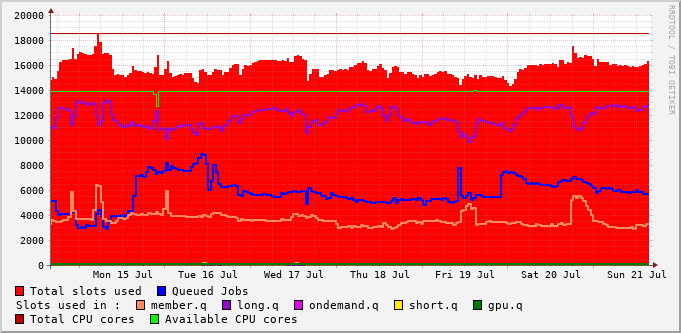 20000
18000
16000
14000
12000
10000
8000
6000
4000
2000
0
Mon 15 Jul Tue 16 Jul Wed 17 Jul Thu 18 Jul Fri 19 Jul Sat 20 Jul Sun 21 Jul
Total slots used Queued Jobs
Slots used in : member.q long.q ondemand.q short.q gpu.q
Total CPU cores Available CPU cores
RRDTOOL / TOBI OETIKER